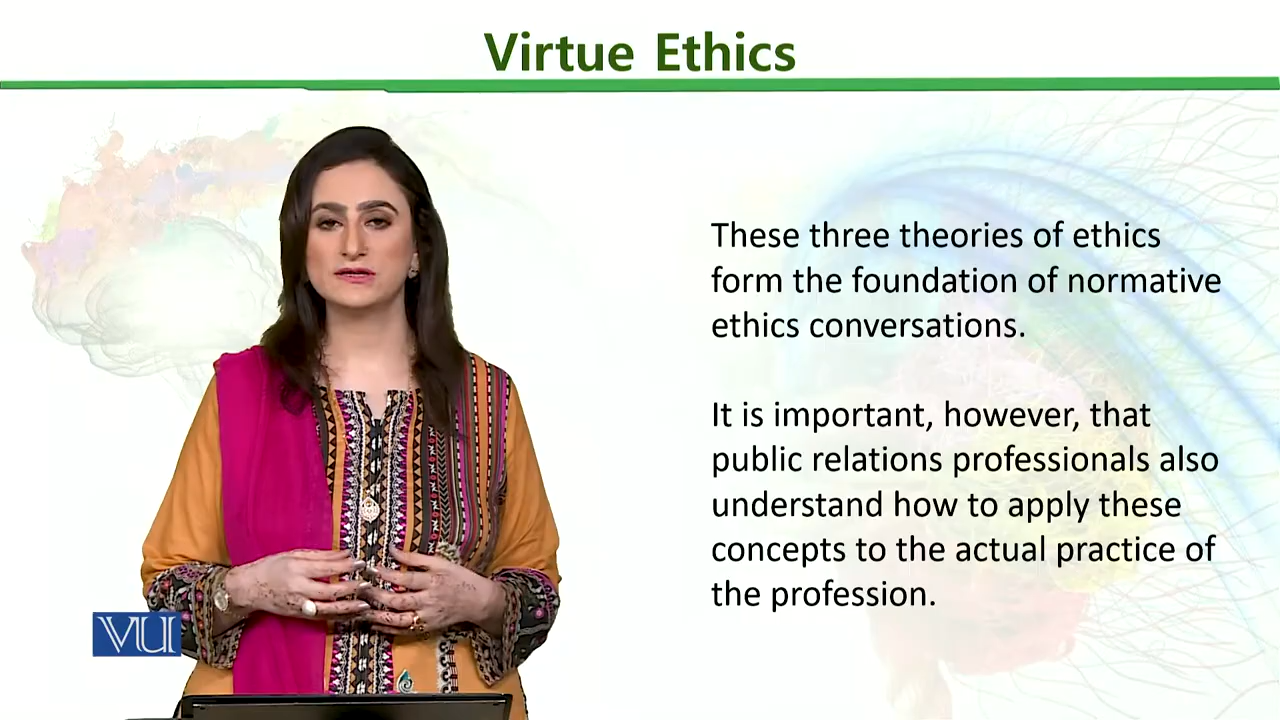 Virtue Ethics
These three theories of ethics
form the foundation of normative
ethics conversations.
It is important, however, that
public relations professionals also
understand how to apply these
concepts to the actual practice of
the profession.
VU